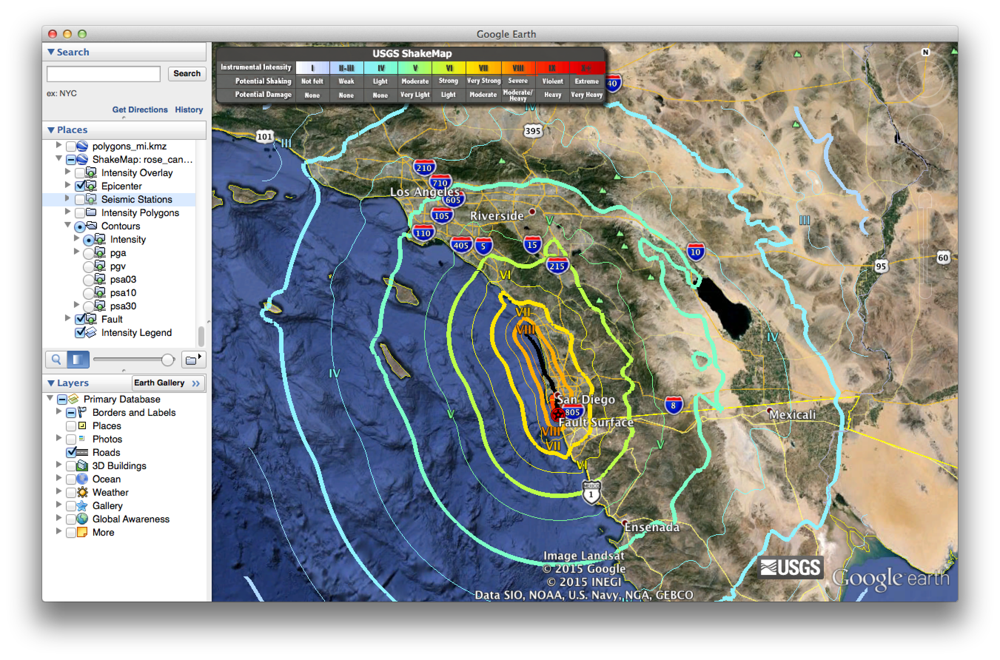 Google Earth
Search
Search
ex: NYC
Get Directions History
Places
polygons_mi.kmz
ShakeMap: rose_can...
Intensity Overlay
Epicenter
Seismic Stations
Intensity Polygons
Contours
Intensity
pga
pgv
psa03
psa10
psa30
Fault
Intensity Legend
Layers
Earth Gallery >>
Primary Database
Borders and Labels
Places
Photos
Roads
3D Buildings
Ocean
Weather
Gallery
Global Awareness
More
USGS ShakeMap
Instrumental Intensity I II-III IV V VI VII VIII IX X+
Potential Shaking Not felt Weak Light Moderate Strong Very Strong Severe Violent Extreme
Potential Damage None None None Very Light Light Moderate Moderate/Heavy Heavy Very Heavy
N
40
IV
395
101
III
210
710
Los Angeles
605
105
Riverside
V
III
110
405
5
15
10
215
95
60
VI
VII
VIII
IV
IV
V
San Diego
805
8
Mexicali
Fault Surface
VIII
VII
V
VI
MEXICO
1
Ensenada
Image Landsat
© 2015 Google
© 2015 INEGI
Data SIO, NOAA, U.S. Navy, NGA, GEBCO
IV
USGS
Google earth